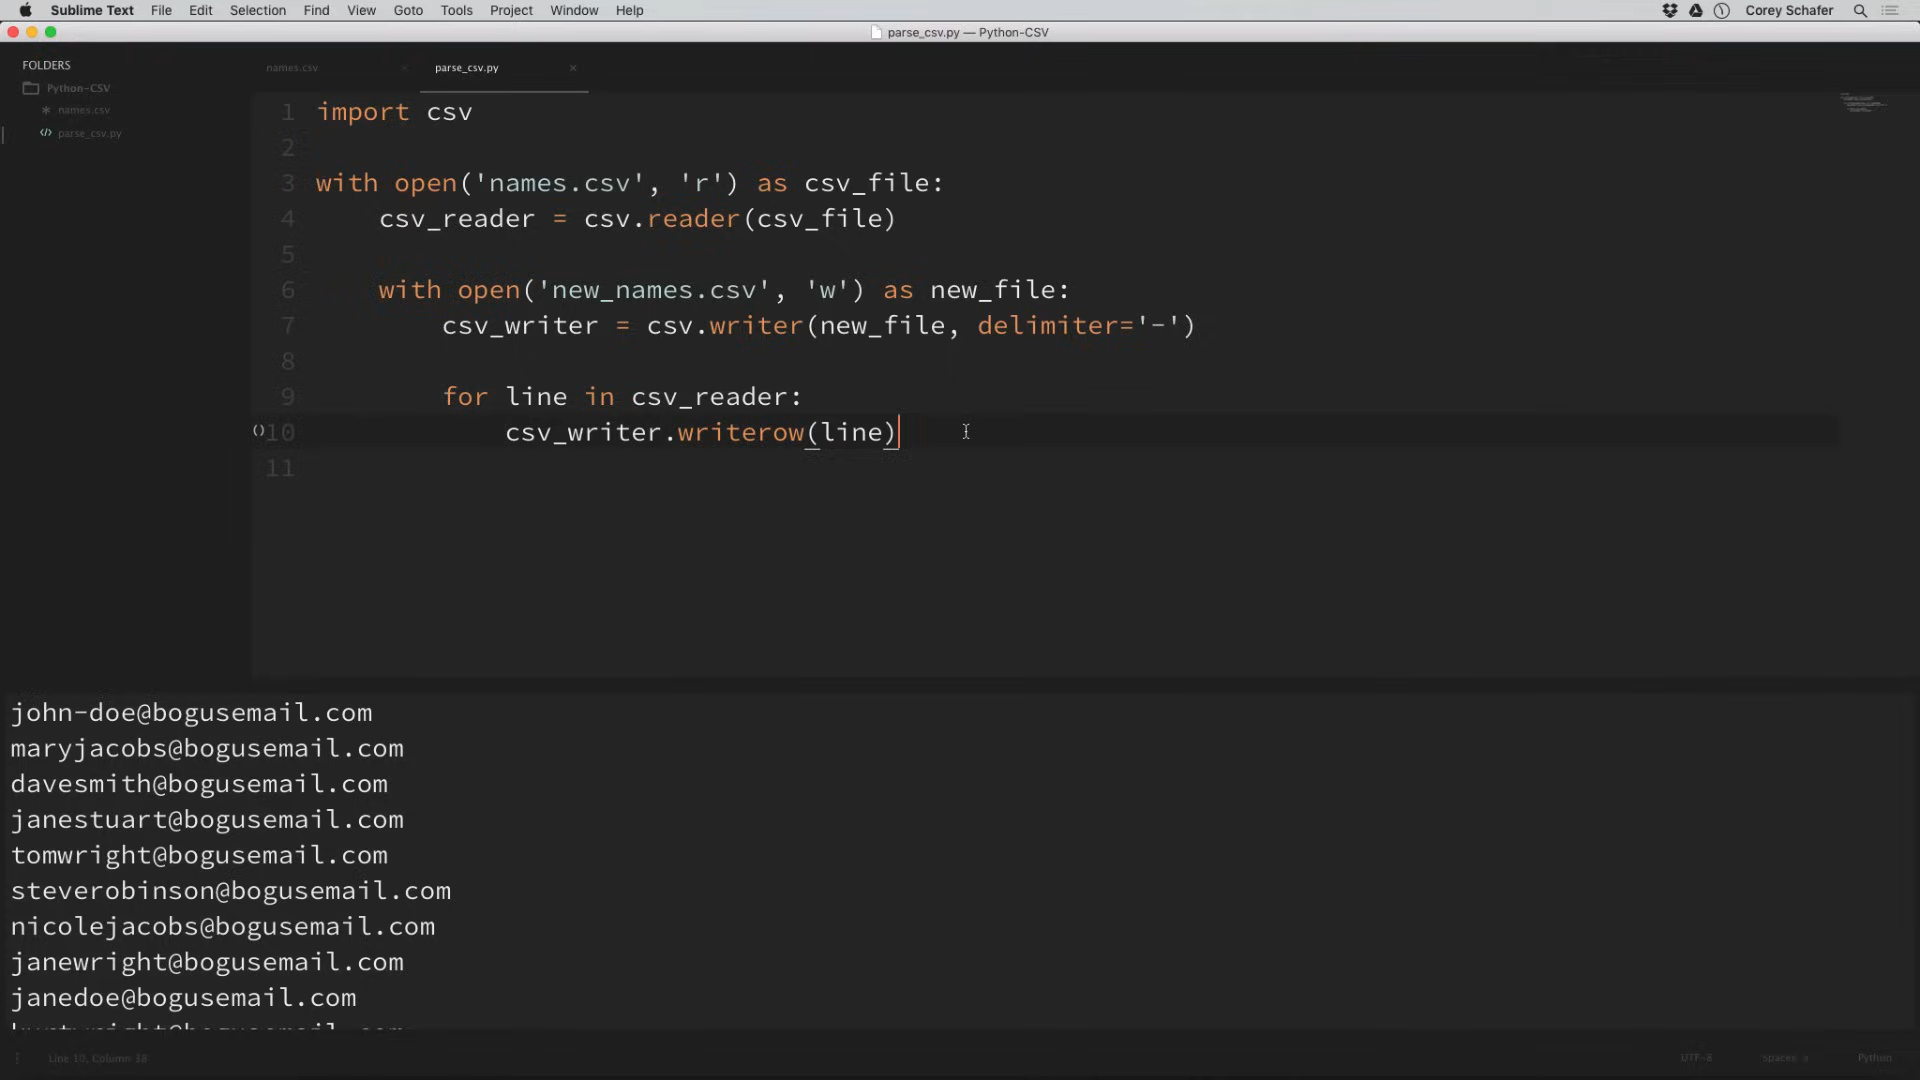 Sublime Text File Edit Selection Find View Goto Tools Project Window Help Corey Schafer
parse_csv.py — Python-CSV
FOLDERS
Python-CSV
names.csv
parse_csv.py
names.csv × parse_csv.py ×
1 import csv
2
3 with open('names.csv', 'r') as csv_file:
4 csv_reader = csv.reader(csv_file)
5
6 with open('new_names.csv', 'w') as new_file:
7 csv_writer = csv.writer(new_file, delimiter='-')
8
9 for line in csv_reader:
10 csv_writer.writerow(line)
11
john-doe@bogusemail.com
maryjacobs@bogusemail.com
davesmith@bogusemail.com
janestuart@bogusemail.com
tomwright@bogusemail.com
steverobinson@bogusemail.com
nicolejacobs@bogusemail.com
janewright@bogusemail.com
janedoe@bogusemail.com
Line 10, Column 38 UTF-8 Spaces Python